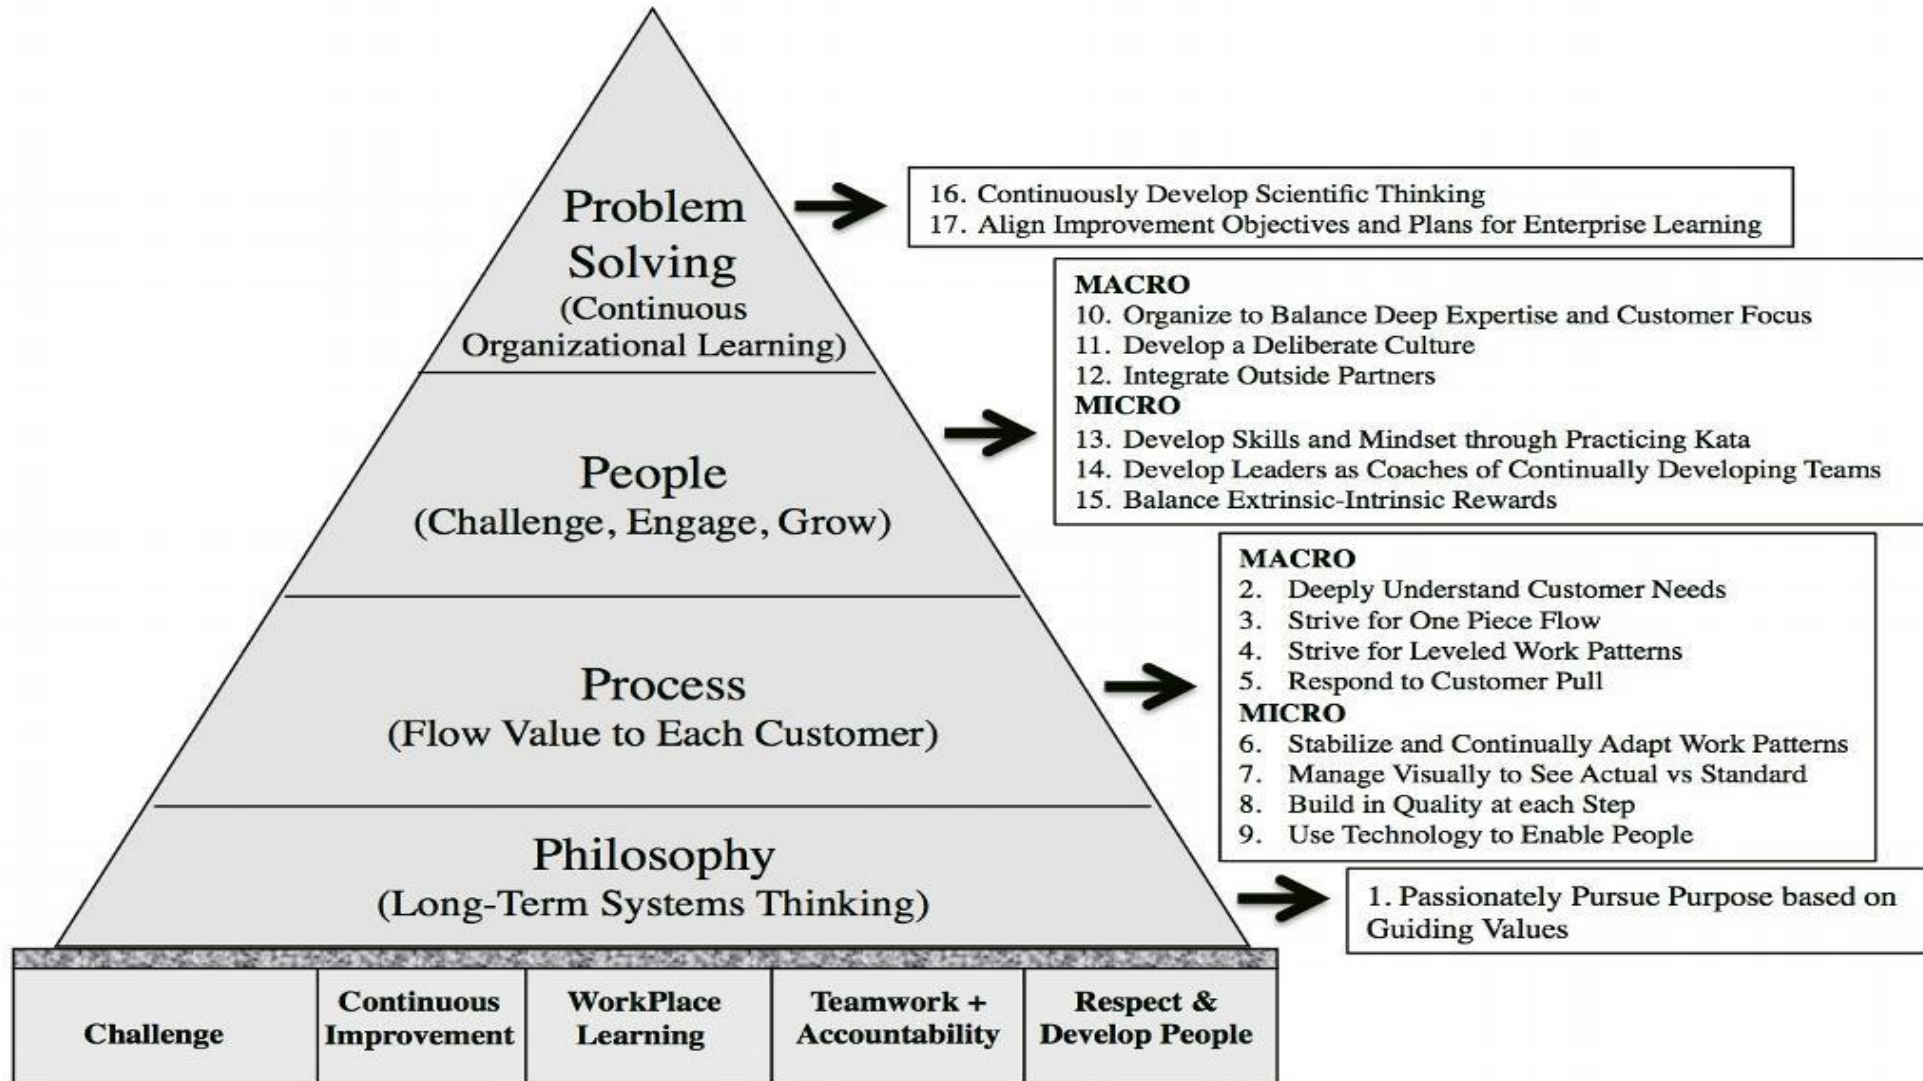 Problem
Solving
(Continuous
Organizational Learning)
16. Continuously Develop Scientific Thinking
17. Align Improvement Objectives and Plans for Enterprise Learning
People
(Challenge, Engage, Grow)
MACRO
10. Organize to Balance Deep Expertise and Customer Focus
11. Develop a Deliberate Culture
12. Integrate Outside Partners
MICRO
13. Develop Skills and Mindset through Practicing Kata
14. Develop Leaders as Coaches of Continually Developing Teams
15. Balance Extrinsic-Intrinsic Rewards
Process
(Flow Value to Each Customer)
MACRO
2. Deeply Understand Customer Needs
3. Strive for One Piece Flow
4. Strive for Leveled Work Patterns
5. Respond to Customer Pull
MICRO
6. Stabilize and Continually Adapt Work Patterns
7. Manage Visually to See Actual vs Standard
8. Build in Quality at each Step
9. Use Technology to Enable People
Philosophy
(Long-Term Systems Thinking)
1. Passionately Pursue Purpose based on
Guiding Values
Challenge
Continuous
Improvement
WorkPlace
Learning
Teamwork +
Accountability
Respect &
Develop People